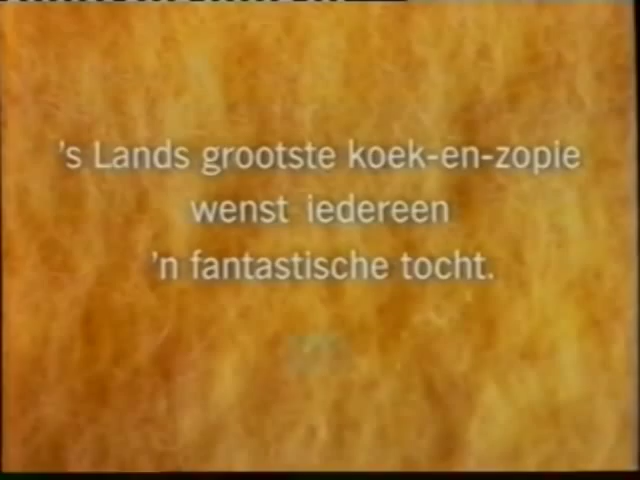 's Lands grootste koek-en-zopie
wenst iedereen
'n fantastische tocht.